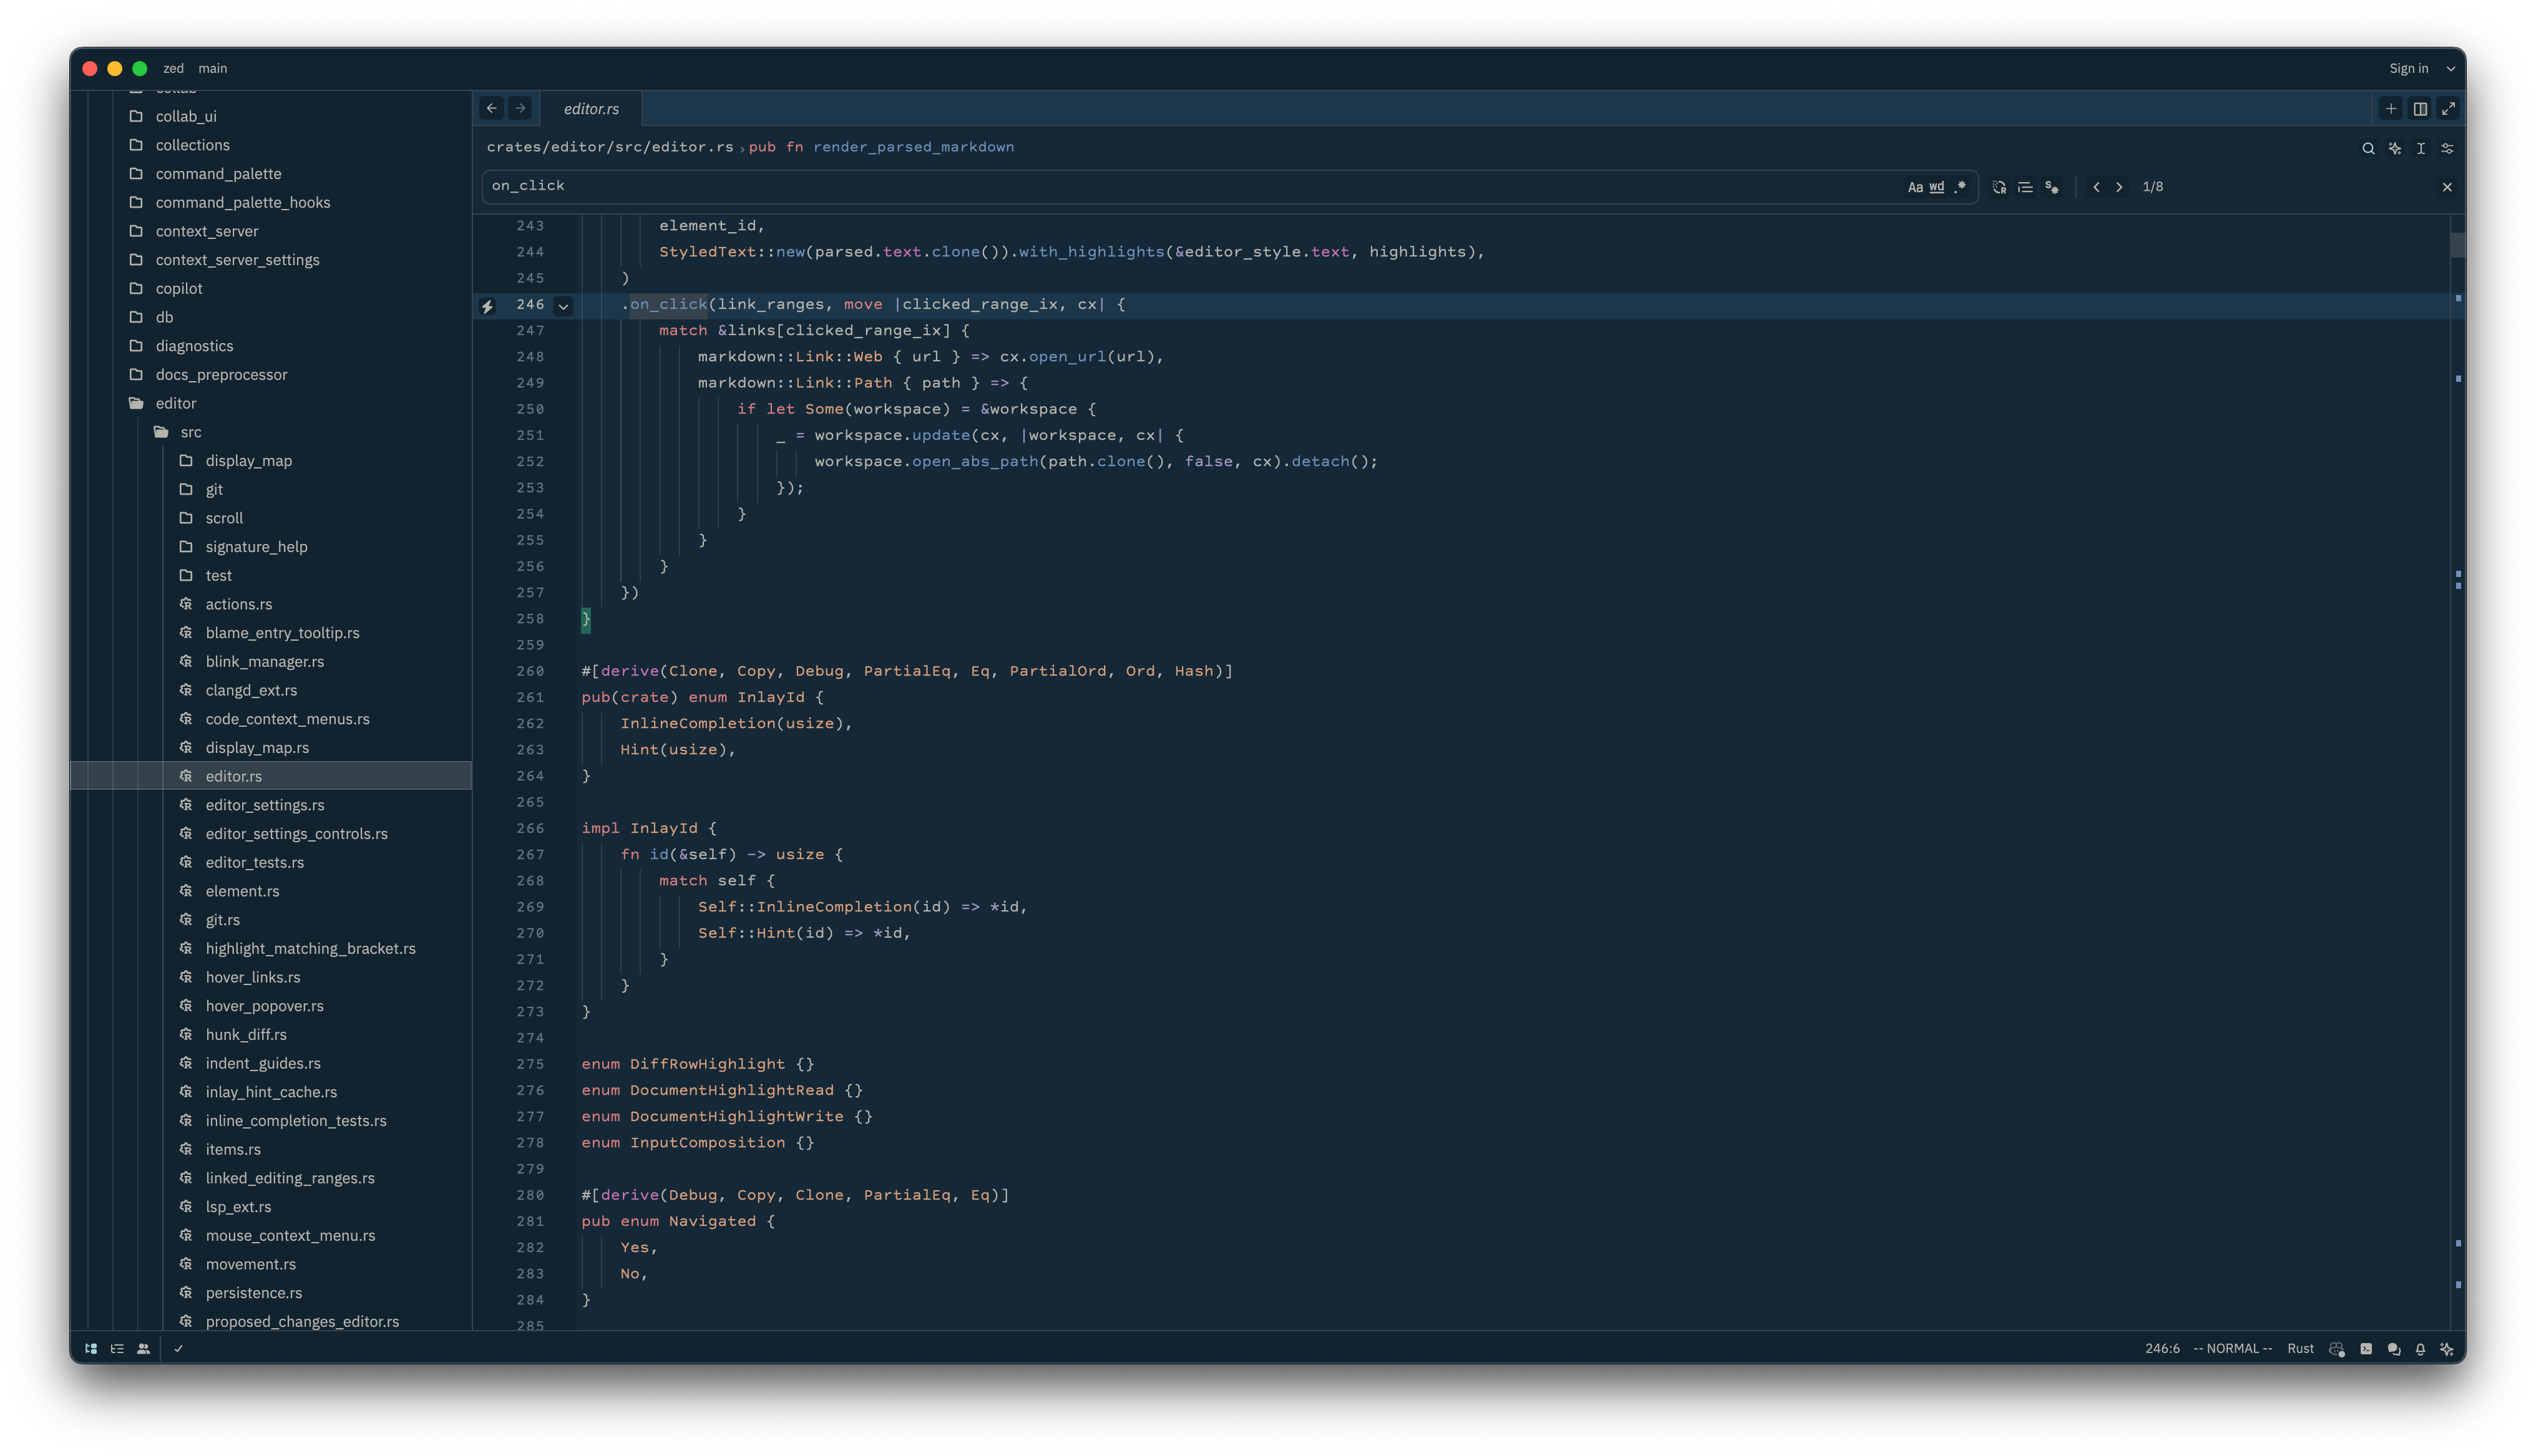 zed main
Sign in
collab
collab_ui
collections
command_palette
command_palette_hooks
context_server
context_server_settings
copilot
db
diagnostics
docs_preprocessor
editor
src
display_map
git
scroll
signature_help
test
actions.rs
blame_entry_tooltip.rs
blink_manager.rs
clangd_ext.rs
code_context_menus.rs
display_map.rs
editor.rs
editor_settings.rs
editor_settings_controls.rs
editor_tests.rs
element.rs
git.rs
highlight_matching_bracket.rs
hover_links.rs
hover_popover.rs
hunk_diff.rs
indent_guides.rs
inlay_hint_cache.rs
inline_completion_tests.rs
items.rs
linked_editing_ranges.rs
lsp_ext.rs
mouse_context_menu.rs
movement.rs
persistence.rs
proposed_changes_editor.rs
editor.rs
crates/editor/src/editor.rs › pub fn render_parsed_markdown
on_click Aa wd .* 1/8
243 element_id,
244 StyledText::new(parsed.text.clone()).with_highlights(&editor_style.text, highlights),
245 )
246 .on_click(link_ranges, move |clicked_range_ix, cx| {
247 match &links[clicked_range_ix] {
248 markdown::Link::Web { url } => cx.open_url(url),
249 markdown::Link::Path { path } => {
250 if let Some(workspace) = &workspace {
251 _ = workspace.update(cx, |workspace, cx| {
252 workspace.open_abs_path(path.clone(), false, cx).detach();
253 });
254 }
255 }
256 }
257 })
258 }
259
260 #[derive(Clone, Copy, Debug, PartialEq, Eq, PartialOrd, Ord, Hash)]
261 pub(crate) enum InlayId {
262 InlineCompletion(usize),
263 Hint(usize),
264 }
265
266 impl InlayId {
267 fn id(&self) -> usize {
268 match self {
269 Self::InlineCompletion(id) => *id,
270 Self::Hint(id) => *id,
271 }
272 }
273 }
274
275 enum DiffRowHighlight {}
276 enum DocumentHighlightRead {}
277 enum DocumentHighlightWrite {}
278 enum InputComposition {}
279
280 #[derive(Debug, Copy, Clone, PartialEq, Eq)]
281 pub enum Navigated {
282 Yes,
283 No,
284 }
285
246:6 -- NORMAL -- Rust